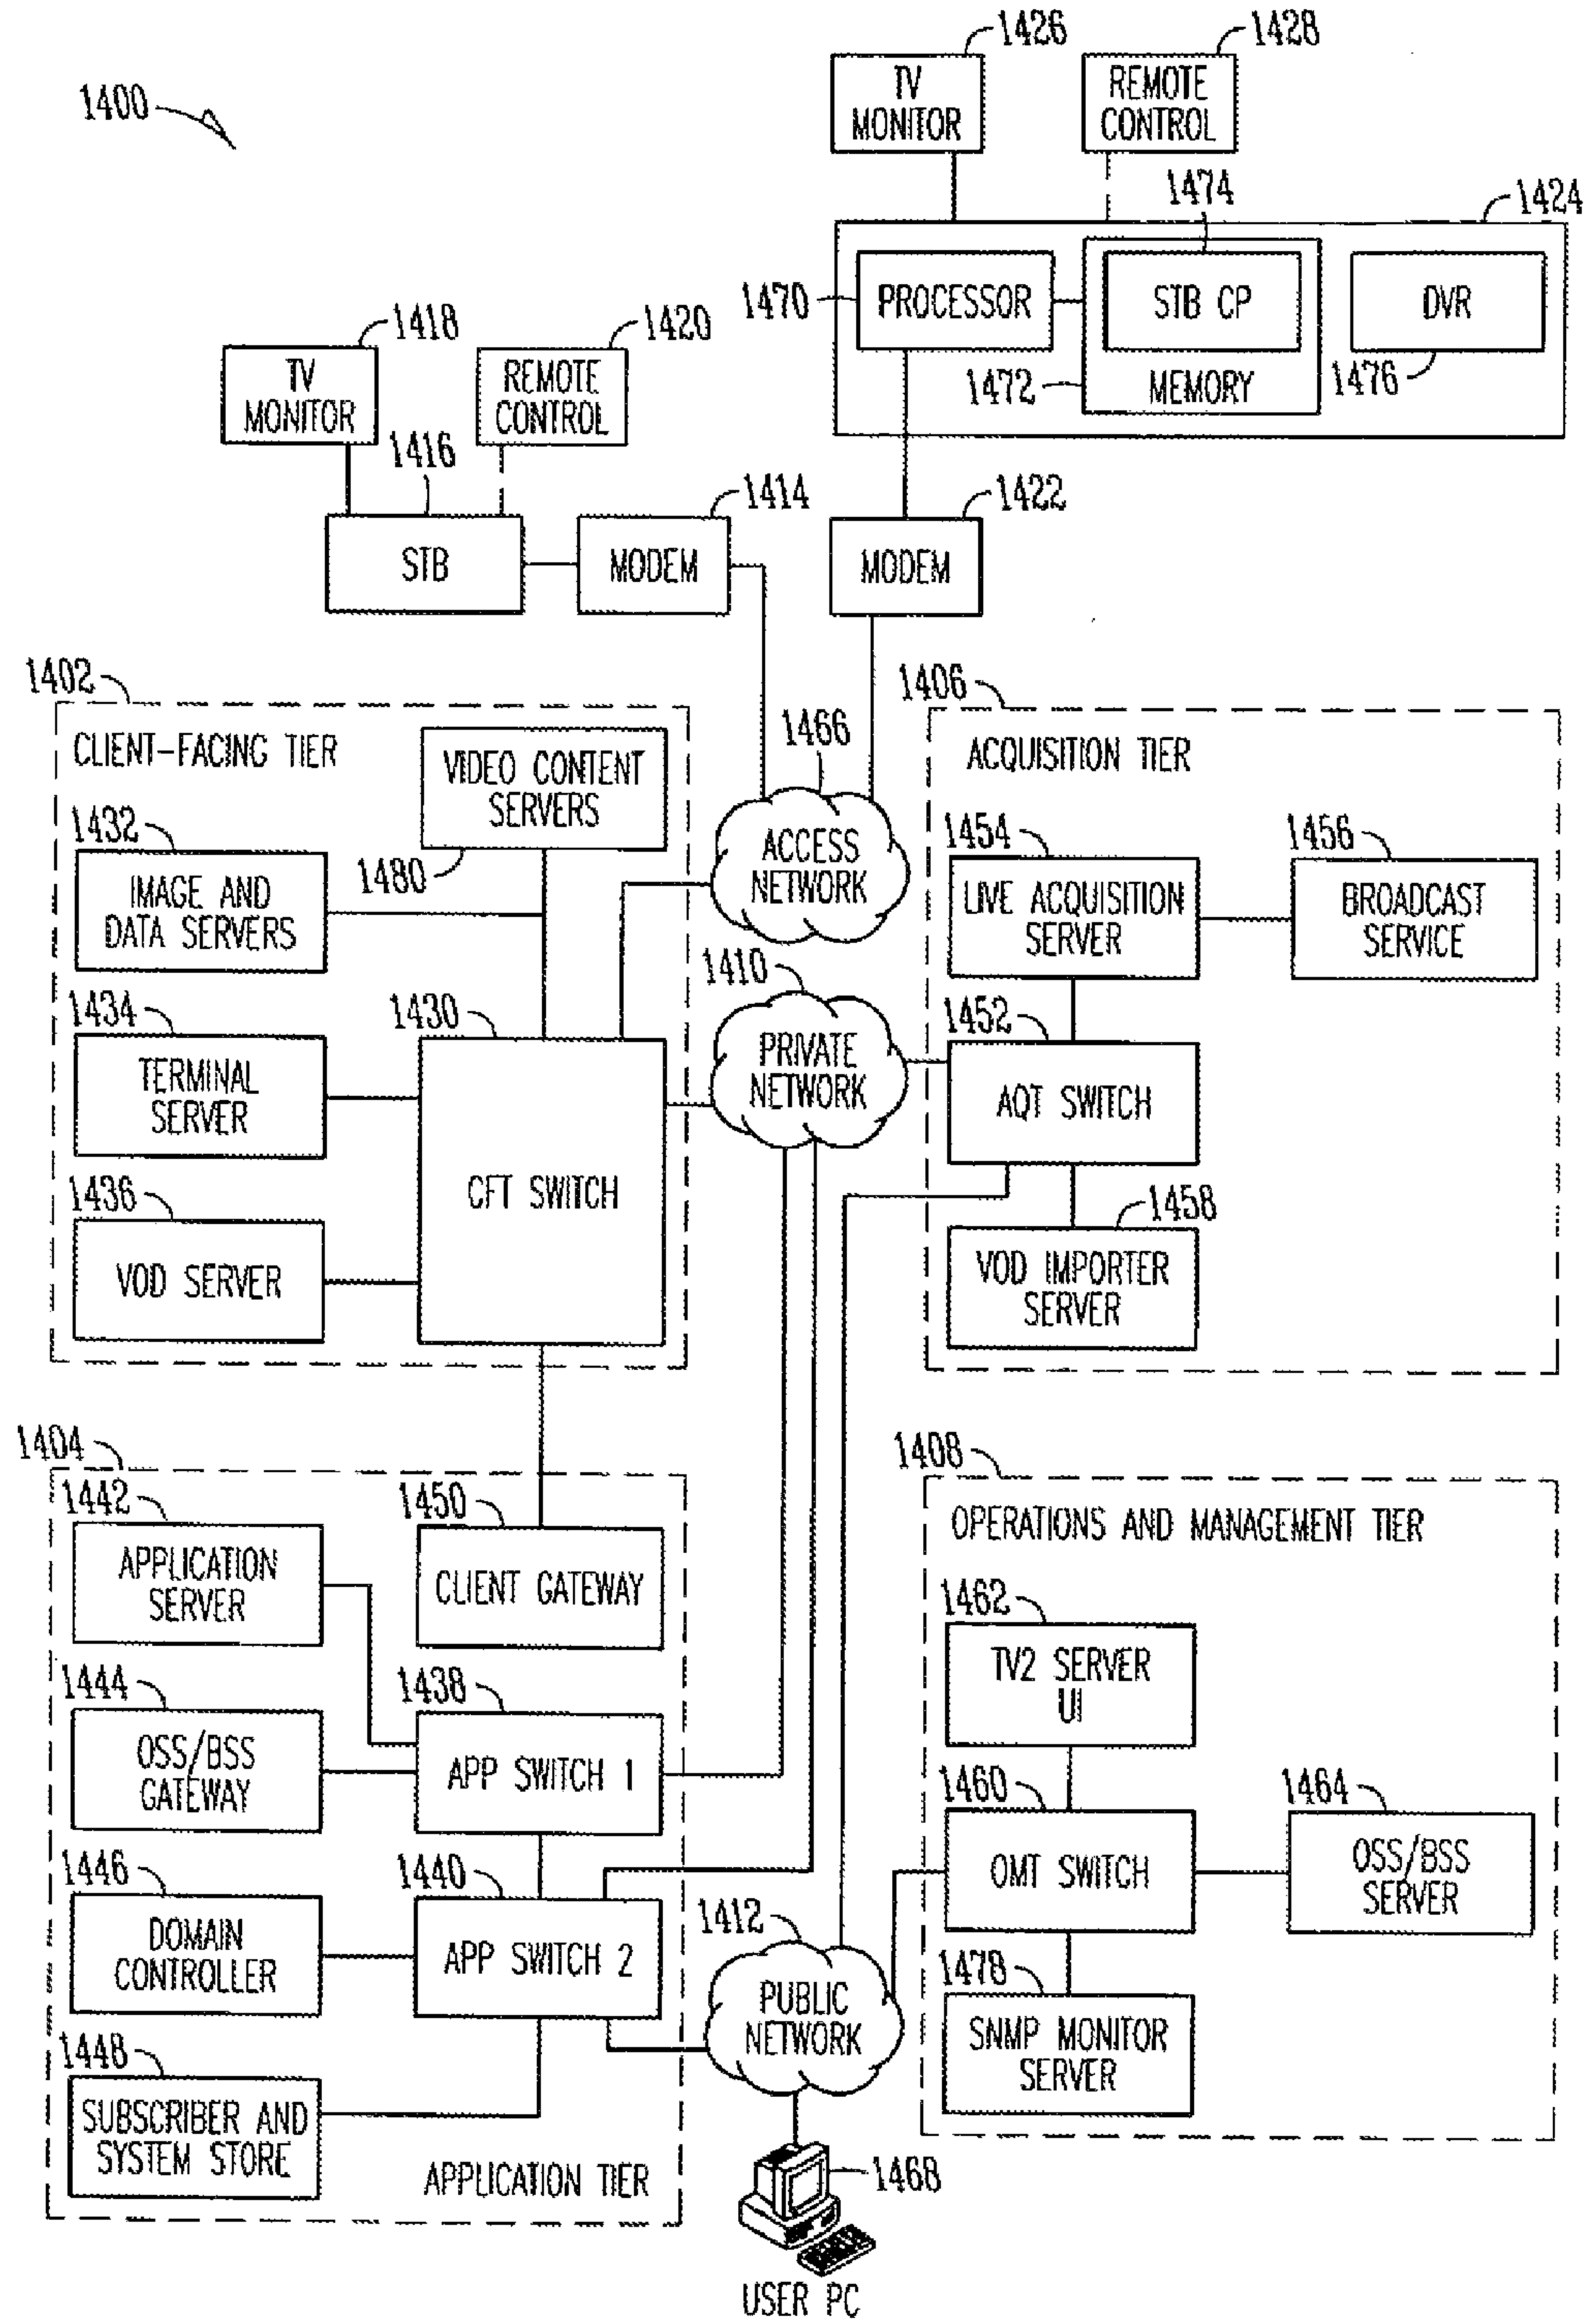 1400
1426
TV
MONITOR
1428
REMOTE
CONTROL
1424
1474
1470
PROCESSOR
STB CP
DVR
1472
MEMORY
1476
1418
TV
MONITOR
1420
REMOTE
CONTROL
1416
STB
1414
MODEM
1422
MODEM
1402
CLIENT-FACING TIER
VIDEO CONTENT
SERVERS
1480
1432
IMAGE AND
DATA SERVERS
1434
TERMINAL
SERVER
1430
CFT SWITCH
1436
VOD SERVER
1466
ACCESS
NETWORK
1410
PRIVATE
NETWORK
1406
ACQUISITION TIER
1454
LIVE ACQUISITION
SERVER
1456
BROADCAST
SERVICE
1452
AQT SWITCH
1458
VOD IMPORTER
SERVER
1404
1442
APPLICATION
SERVER
1450
CLIENT GATEWAY
1444
OSS/BSS
GATEWAY
1438
APP SWITCH 1
1446
DOMAIN
CONTROLLER
1440
APP SWITCH 2
1448
SUBSCRIBER AND
SYSTEM STORE
APPLICATION TIER
1412
PUBLIC
NETWORK
1468
USER PC
1408
OPERATIONS AND MANAGEMENT TIER
1462
TV2 SERVER
UI
1460
OMT SWITCH
1464
OSS/BSS
SERVER
1478
SNMP MONITOR
SERVER